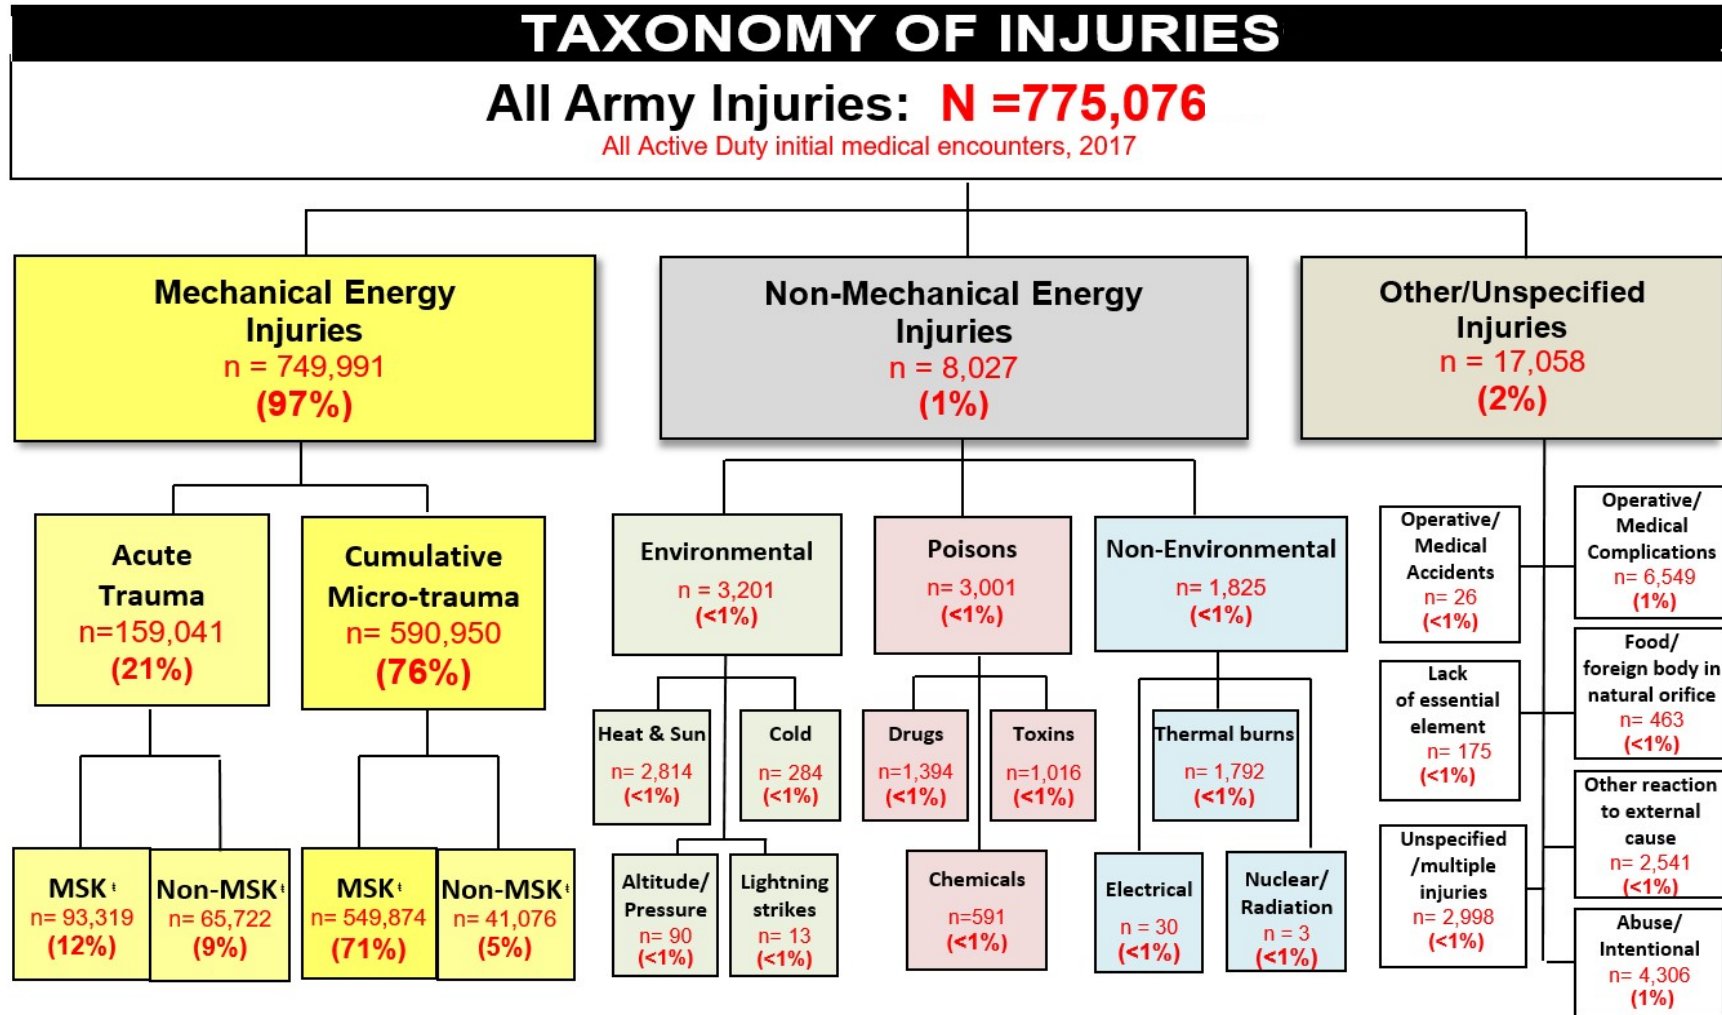 TAXONOMY OF INJURIES
All Army Injuries: N =775,076
All Active Duty initial medical encounters, 2017
Mechanical Energy
Injuries
n = 749,991
(97%)
Non-Mechanical Energy
Injuries
n = 8,027
(1%)
Other/Unspecified
Injuries
n = 17,058
(2%)
Acute
Trauma
n=159,041
(21%)
Cumulative
Micro-trauma
n= 590,950
(76%)
MSK ŧ
n= 93,319
(12%)
Non-MSK ŧ
n= 65,722
(9%)
MSK ŧ
n= 549,874
(71%)
Non-MSK ŧ
n= 41,076
(5%)
Environmental
n = 3,201
(<1%)
Poisons
n= 3,001
(<1%)
Non-Environmental
n= 1,825
(<1%)
Heat & Sun
n= 2,814
(<1%)
Cold
n= 284
(<1%)
Altitude/
Pressure
n= 90
(<1%)
Lightning
strikes
n= 13
(<1%)
Drugs
n=1,394
(<1%)
Toxins
n=1,016
(<1%)
Chemicals
n=591
(<1%)
Thermal burns
n= 1,792
(<1%)
Electrical
n = 30
(<1%)
Nuclear/
Radiation
n = 3
(<1%)
Operative/
Medical
Accidents
n= 26
(<1%)
Operative/
Medical
Complications
n= 6,549
(1%)
Lack
of essential
element
n= 175
(<1%)
Food/
foreign body in
natural orifice
n= 463
(<1%)
Unspecified
/multiple
injuries
n= 2,998
(<1%)
Other reaction
to external
cause
n= 2,541
(<1%)
Abuse/
Intentional
n= 4,306
(1%)